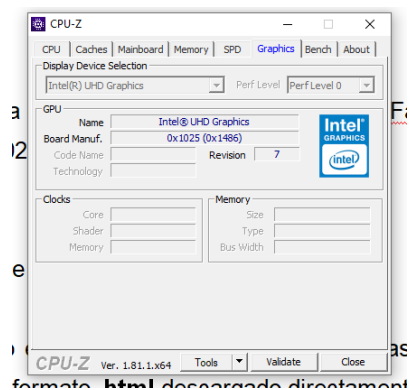 CPU-Z
CPU Caches Mainboard Memory SPD Graphics Bench About
Display Device Selection
Intel(R) UHD Graphics Perf Level Perf Level 0
GPU
Name Intel® UHD Graphics
Board Manuf. 0x1025 (0x1486)
Code Name Revision 7
Technology
Intel®
GRAPHICS
(intel)
Clocks
Core
Shader
Memory
Memory
Size
Type
Bus Width
CPU-Z Ver. 1.81.1.x64 Tools Validate Close
a
Fa
02
e
as
formato .html descargado directament